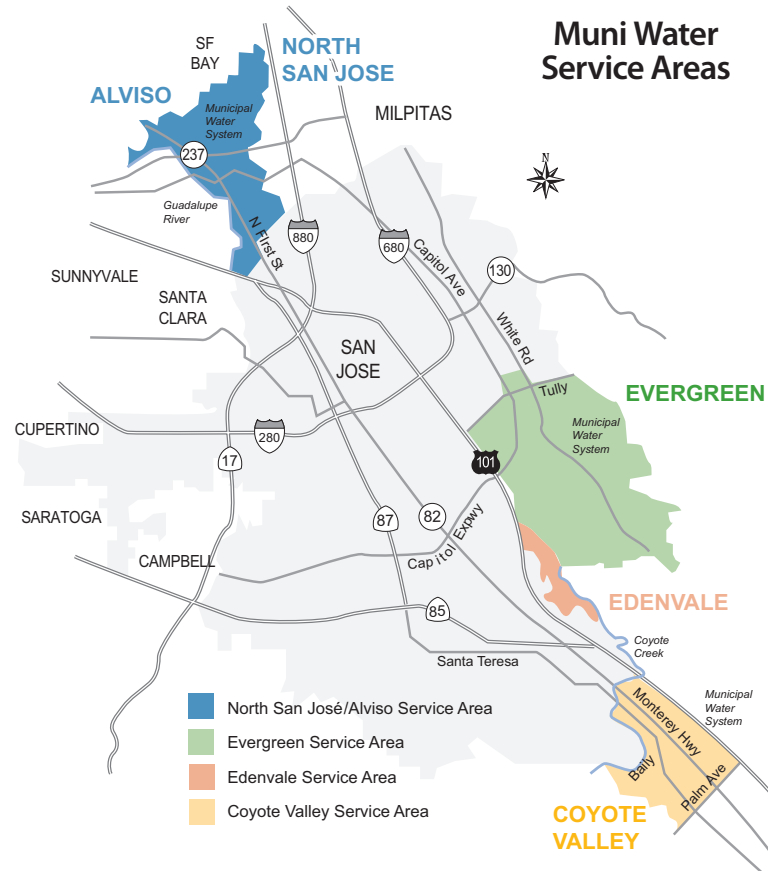 Muni Water
Service Areas
SF
BAY
NORTH
SAN JOSE
ALVISO
Municipal
Water
System
MILPITAS
237
N
Guadalupe
River
N First St
880
680
Capitol Ave
130
SUNNYVALE
SANTA
CLARA
White Rd
SAN
JOSE
Tully
EVERGREEN
Municipal
Water
System
CUPERTINO
280
17
101
SARATOGA
87
82
Capitol Expwy
CAMPBELL
EDENVALE
85
Coyote
Creek
Santa Teresa
Municipal
Water
System
Monterey Hwy
Baily
Palm Ave
North San José/Alviso Service Area
Evergreen Service Area
Edenvale Service Area
Coyote Valley Service Area
COYOTE
VALLEY